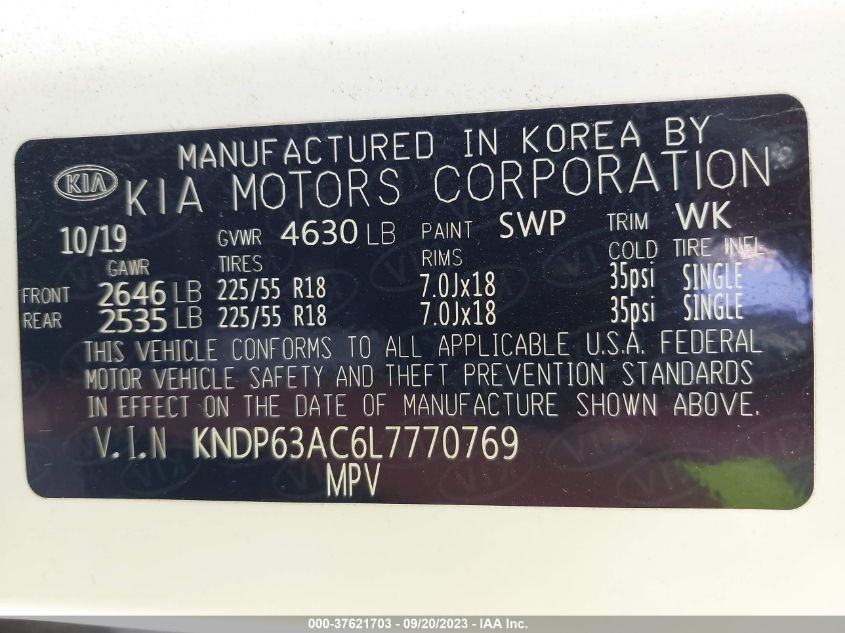 MANUFACTURED IN KOREA BY
KIA KIA MOTORS CORPORATION
10/19 GVWR 4630 LB PAINT SWP TRIM WK
GAWR TIRES RIMS COLD TIRE INFL
FRONT 2646 LB 225/55 R18 7.0Jx18 35psi SINGLE
REAR 2535 LB 225/55 R18 7.0Jx18 35psi SINGLE
THIS VEHICLE CONFORMS TO ALL APPLICABLE U.S.A. FEDERAL
MOTOR VEHICLE SAFETY AND THEFT PREVENTION STANDARDS
IN EFFECT ON THE DATE OF MANUFACTURE SHOWN ABOVE.
V.I.N KNDP63AC6L7770769
MPV
000-37621703 - 09/20/2023 - IAA Inc.